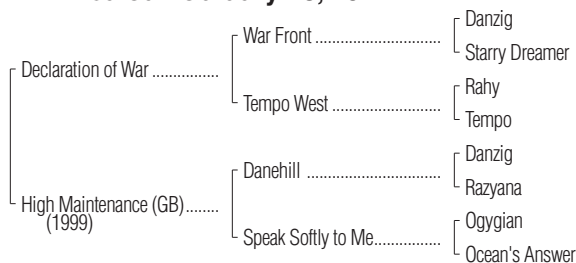 Danzig
War Front ..........................
Starry Dreamer
Declaration of War ................
Rahy
Tempo West ..........................
Tempo
Danzig
Danehill ..........................
Razyana
High Maintenance (GB)........
(1999)
Ogygian
Speak Softly to Me................
Ocean's Answer